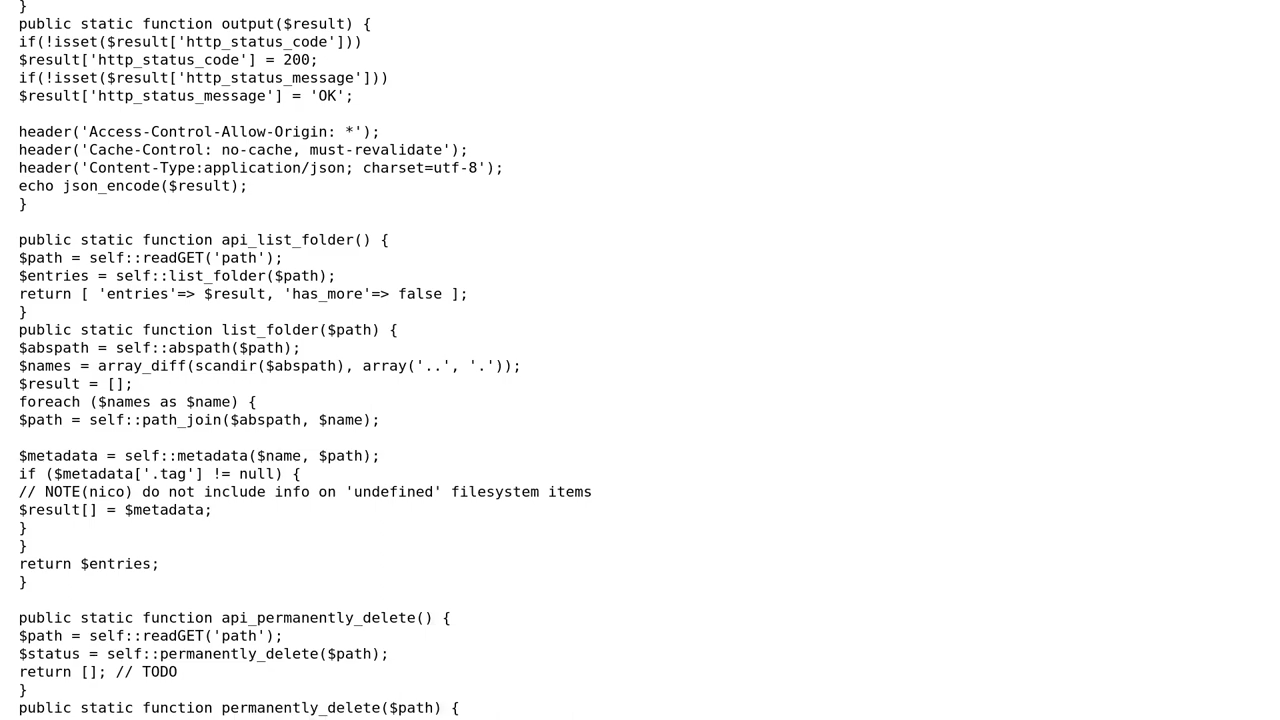 }
public static function output($result) {
if(!isset($result['http_status_code']))
$result['http_status_code'] = 200;
if(!isset($result['http_status_message']))
$result['http_status_message'] = 'OK';

header('Access-Control-Allow-Origin: *');
header('Cache-Control: no-cache, must-revalidate');
header('Content-Type:application/json; charset=utf-8');
echo json_encode($result);
}

public static function api_list_folder() {
$path = self::readGET('path');
$entries = self::list_folder($path);
return [ 'entries'=> $result, 'has_more'=> false ];
}
public static function list_folder($path) {
$abspath = self::abspath($path);
$names = array_diff(scandir($abspath), array('..', '.'));
$result = [];
foreach ($names as $name) {
$path = self::path_join($abspath, $name);

$metadata = self::metadata($name, $path);
if ($metadata['.tag'] != null) {
// NOTE(nico) do not include info on 'undefined' filesystem items
$result[] = $metadata;
}
}
return $entries;
}

public static function api_permanently_delete() {
$path = self::readGET('path');
$status = self::permanently_delete($path);
return []; // TODO
}
public static function permanently_delete($path) {